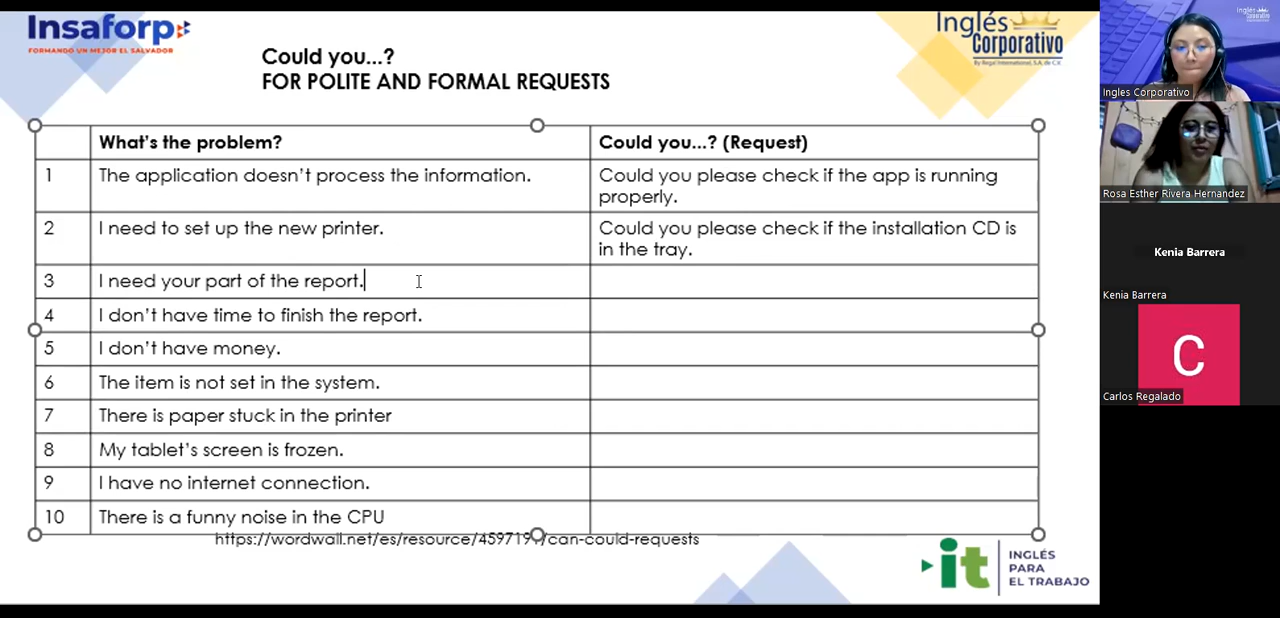 Insaforp
FORMANDO UN MEJOR EL SALVADOR
Could you...?
FOR POLITE AND FORMAL REQUESTS
Inglés
Corporativo
What's the problem?
Could you...? (Request)
1
The application doesn't process the information.
Could you please check if the app is running
properly.
2
I need to set up the new printer.
Could you please check if the installation CD is
in the tray.
3
I need your part of the report.
4
I don't have time to finish the report.
5
I don't have money.
6
The item is not set in the system.
7
There is paper stuck in the printer
8
My tablet's screen is frozen.
9
I have no internet connection.
10
There is a funny noise in the CPU
can-could-requests
it
INGLÉS
PARA
EL TRABAJO
Ingles Corporativo
Rosa Esther Rivera Hernandez
Kenia Barrera
Kenia Barrera
C
Carlos Regalado